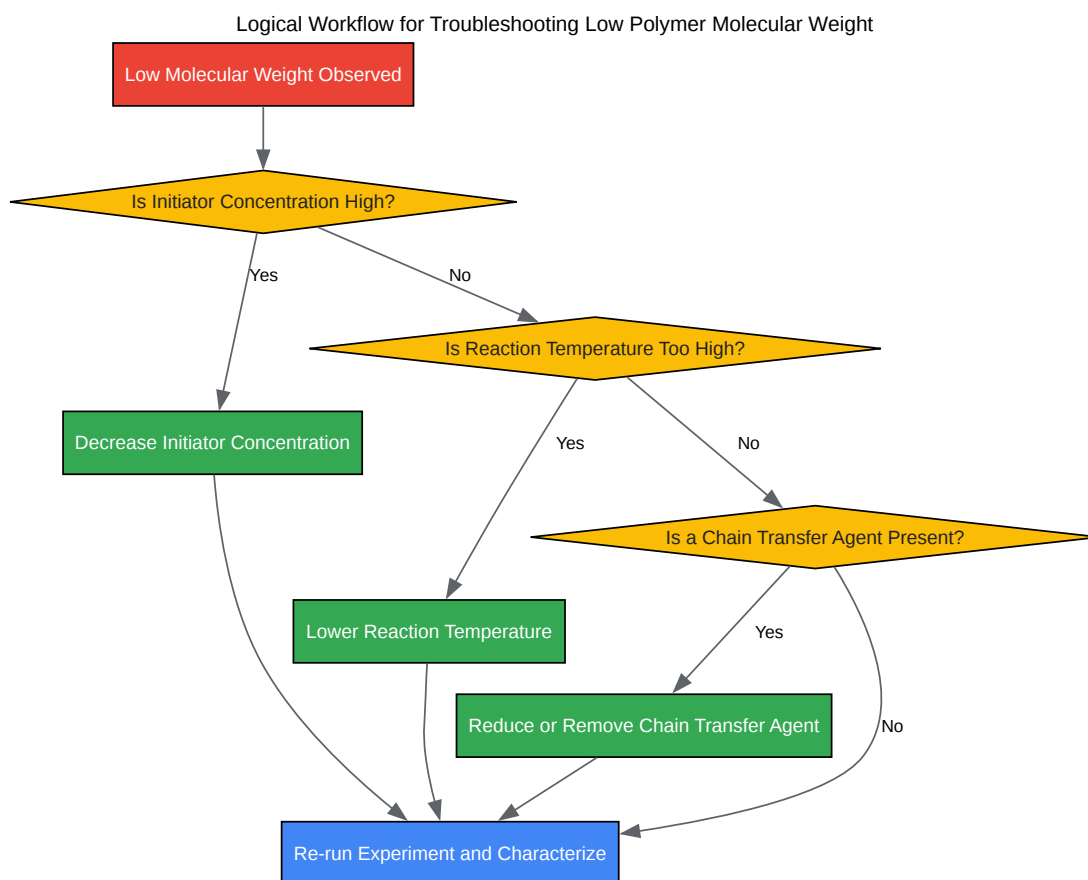 Logical Workflow for Troubleshooting Low Polymer Molecular Weight
Low Molecular Weight Observed
Is Initiator Concentration High?
Yes
No
Is Reaction Temperature Too High?
Decrease Initiator Concentration
Yes
No
Is a Chain Transfer Agent Present?
Lower Reaction Temperature
Yes
Reduce or Remove Chain Transfer Agent
No
Re-run Experiment and Characterize